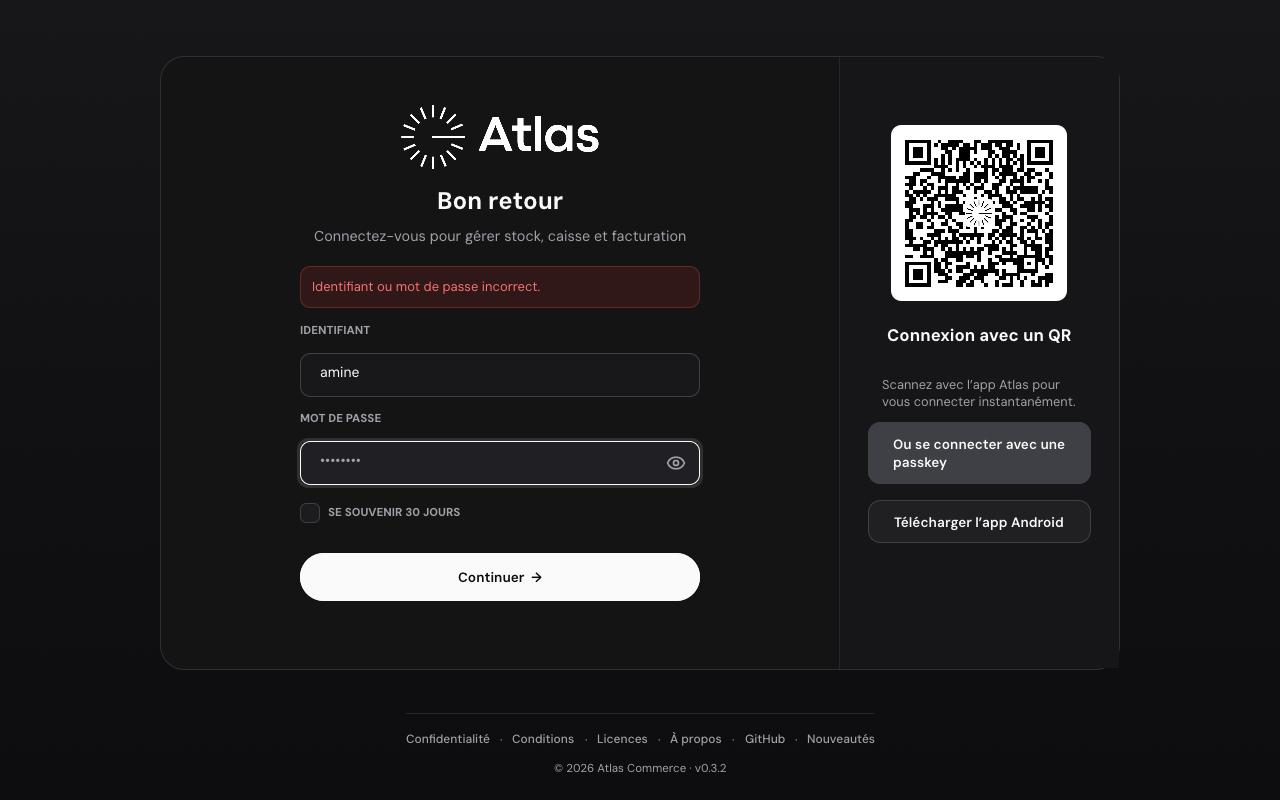 Atlas
Bon retour
Connectez-vous pour gérer stock, caisse et facturation
Identifiant ou mot de passe incorrect.
IDENTIFIANT
amine
MOT DE PASSE
••••••••
SE SOUVENIR 30 JOURS
Continuer →
Connexion avec un QR
Scannez avec l’app Atlas pour
vous connecter instantanément.
Ou se connecter avec une
passkey
Télécharger l’app Android
Confidentialité · Conditions · Licences · À propos · GitHub · Nouveautés
© 2026 Atlas Commerce · v0.3.2